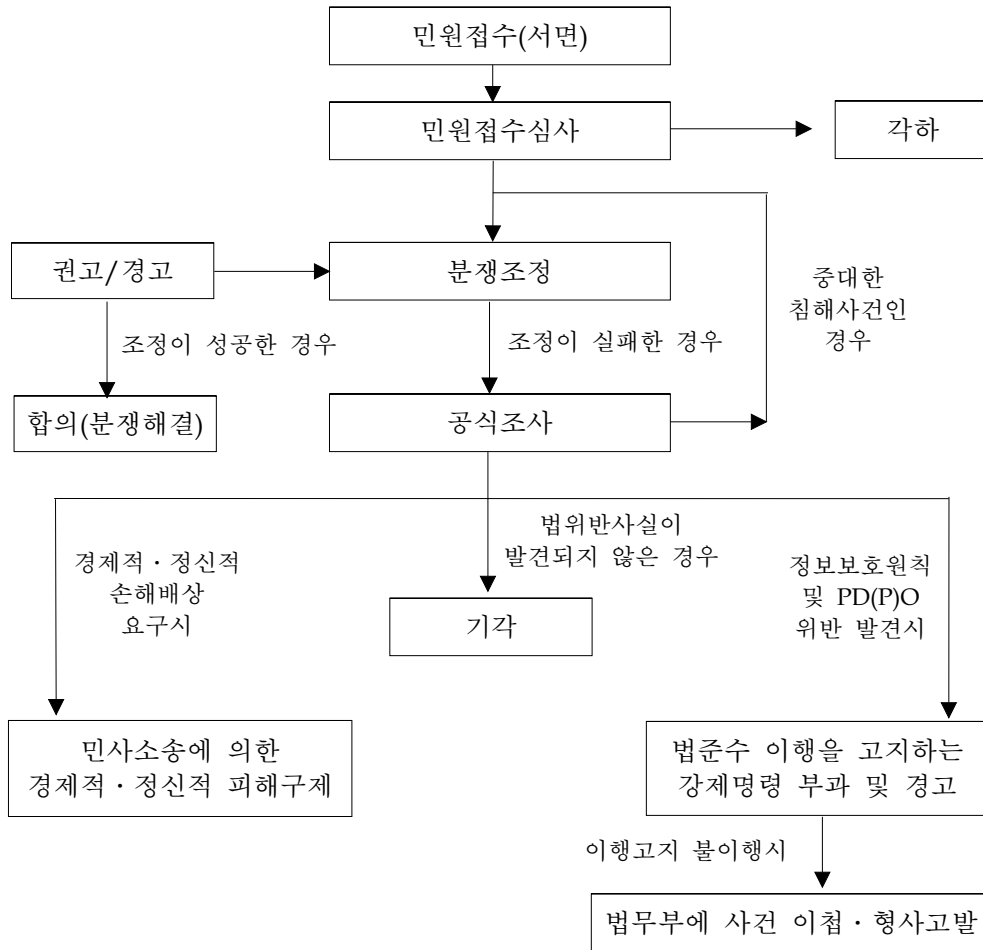 민원접수(서면)
민원접수심사
각하
권고/경고
분쟁조정
중대한
침해사건인
경우
조정이 성공한 경우
조정이 실패한 경우
합의(분쟁해결)
공식조사
경제적·정신적
손해배상
요구시
법위반사실이
발견되지 않은 경우
정보보호원칙
및 PD(P)O
위반 발견시
기각
민사소송에 의한
경제적·정신적 피해구제
법준수 이행을 고지하는
강제명령 부과 및 경고
이행고지 불이행시
법무부에 사건 이첩·형사고발